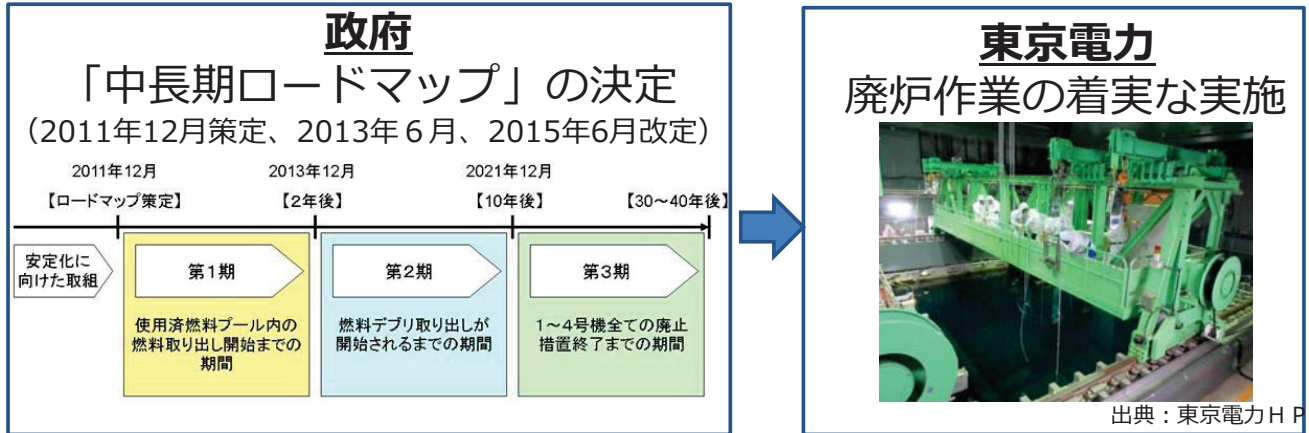 政府
「中長期ロードマップ」の決定
（2011年12月策定、2013年６月、2015年6月改定）
2011年12月 2013年12月 2021年12月
【ロードマップ策定】 【2年後】 【10年後】 【30～40年後】
安定化に
向けた取組
第1期
使用済燃料プール内の
燃料取り出し開始までの
期間
第2期
燃料デブリ取り出しが
開始されるまでの期間
第3期
1～4号機全ての廃止
措置終了までの期間
東京電力
廃炉作業の着実な実施
出典：東京電力ＨＰ